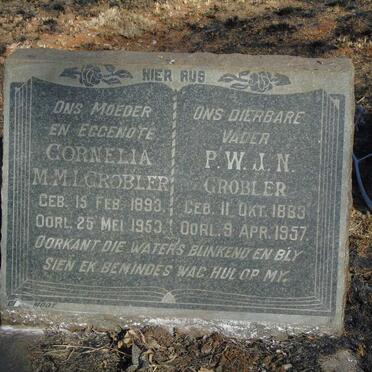 HIER RUS
ONS MOEDER
EN EGGENOTE
CORNELIA
M.M.I. GROBLER
GEB. 15 FEB. 1893.
OORL. 25 MEI 1953.
ONS DIERBARE
VADER
P.W.J.N.
GROBLER
GEB. 11 OKT. 1883
OORL. 9 APR. 1957.
OORKANT DIE WATERS BLINKEND EN BLY
SIEN EK BEMINDES WAG HUL OP MY.